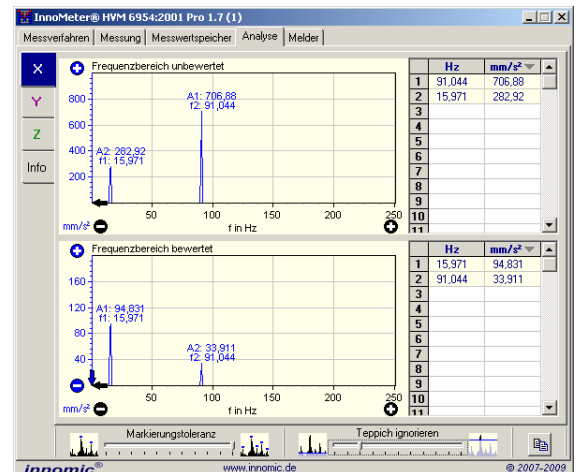 InnoMeter® HVM 6954:2001 Pro 1.7 (1)
Messverfahren Messung Messwertspeicher Analyse Melder
X
Y
Z
Info
Frequenzbereich unbewertet
800
600
400
200
A1: 706,88
f2: 91,044
A2: 282,92
f1: 15,971
50 100 150 200 250
mm/s² f in Hz
Hz mm/s²
1 91,044 706,88
2 15,971 282,92
3
4
5
6
7
8
9
10
11
Frequenzbereich bewertet
160
120
80
40
A1: 94,831
f1: 15,971
A2: 33,911
f2: 91,044
50 100 150 200 250
mm/s² f in Hz
Hz mm/s²
1 15,971 94,831
2 91,044 33,911
3
4
5
6
7
8
9
10
11
Markierungstoleranz Teppich ignorieren
innomic® www.innomic.de © 2007-2009